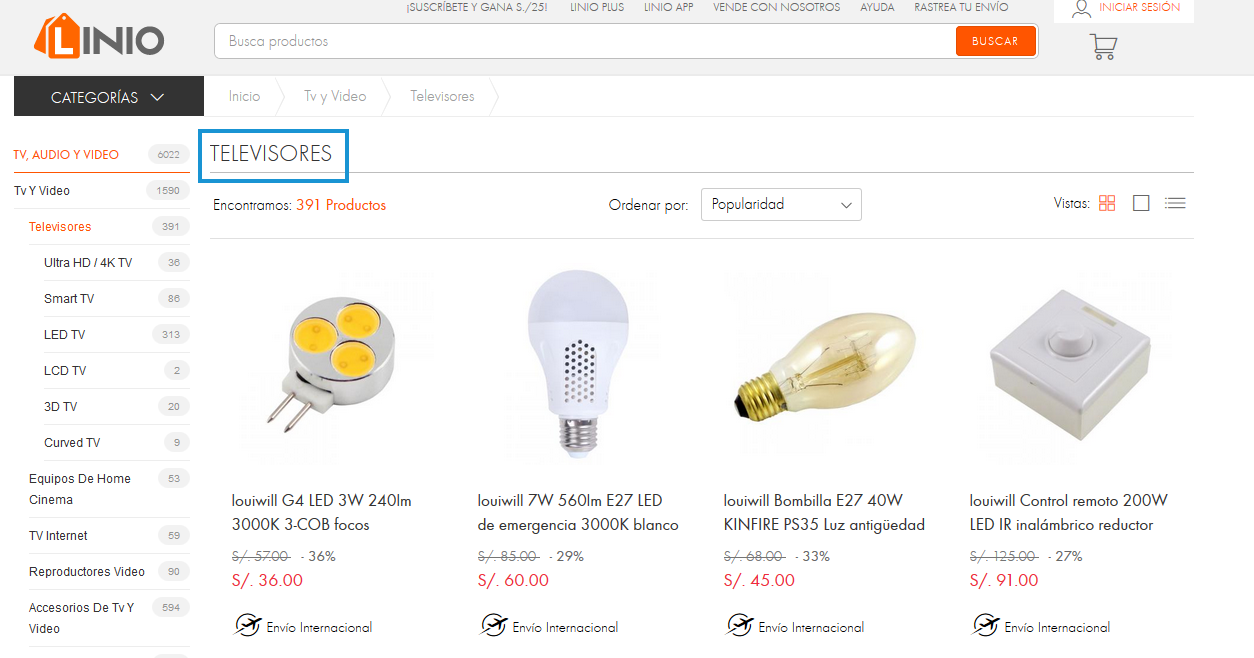 ¡SUSCRÍBETE Y GANA S./25! LINIO PLUS LINIO APP VENDE CON NOSOTROS AYUDA RASTREA TU ENVÍO INICIAR SESIÓN
LINIO Busca productos BUSCAR
CATEGORÍAS Inicio Tv y Video Televisores
TV, AUDIO Y VIDEO 6022
Tv Y Video 1590
Televisores 391
Ultra HD / 4K TV 36
Smart TV 86
LED TV 313
LCD TV 2
3D TV 20
Curved TV 9
Equipos De Home 53
Cinema
TV Internet 59
Reproductores Video 90
Accesorios De Tv Y 594
Video
TELEVISORES
Encontramos: 391 Productos Ordenar por: Popularidad Vistas:
louiwill G4 LED 3W 240lm
3000K 3-COB focos
S/. 57.00 - 36%
S/. 36.00
Envío Internacional
louiwill 7W 560lm E27 LED
de emergencia 3000K blanco
S/. 85.00 - 29%
S/. 60.00
Envío Internacional
louiwill Bombilla E27 40W
KINFIRE PS35 Luz antigüedad
S/. 68.00 - 33%
S/. 45.00
Envío Internacional
louiwill Control remoto 200W
LED IR inalámbrico reductor
S/. 125.00 - 27%
S/. 91.00
Envío Internacional